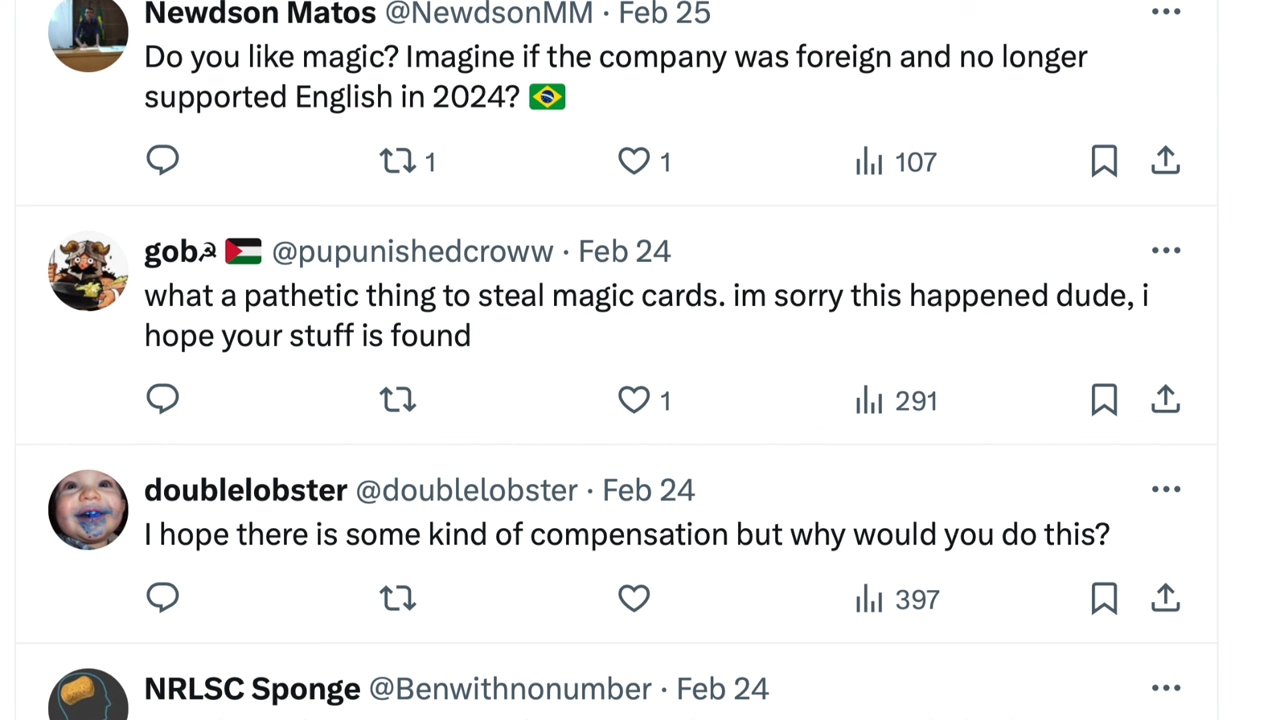 Newdson Matos @NewdsonMM · Feb 25
Do you like magic? Imagine if the company was foreign and no longer
supported English in 2024? 🇧🇷
1 1 107
gob☭ 🇵🇸 @pupunishedcroww · Feb 24
what a pathetic thing to steal magic cards. im sorry this happened dude, i
hope your stuff is found
1 291
doublelobster @doublelobster · Feb 24
I hope there is some kind of compensation but why would you do this?
397
NRLSC Sponge @Benwithnonumber · Feb 24